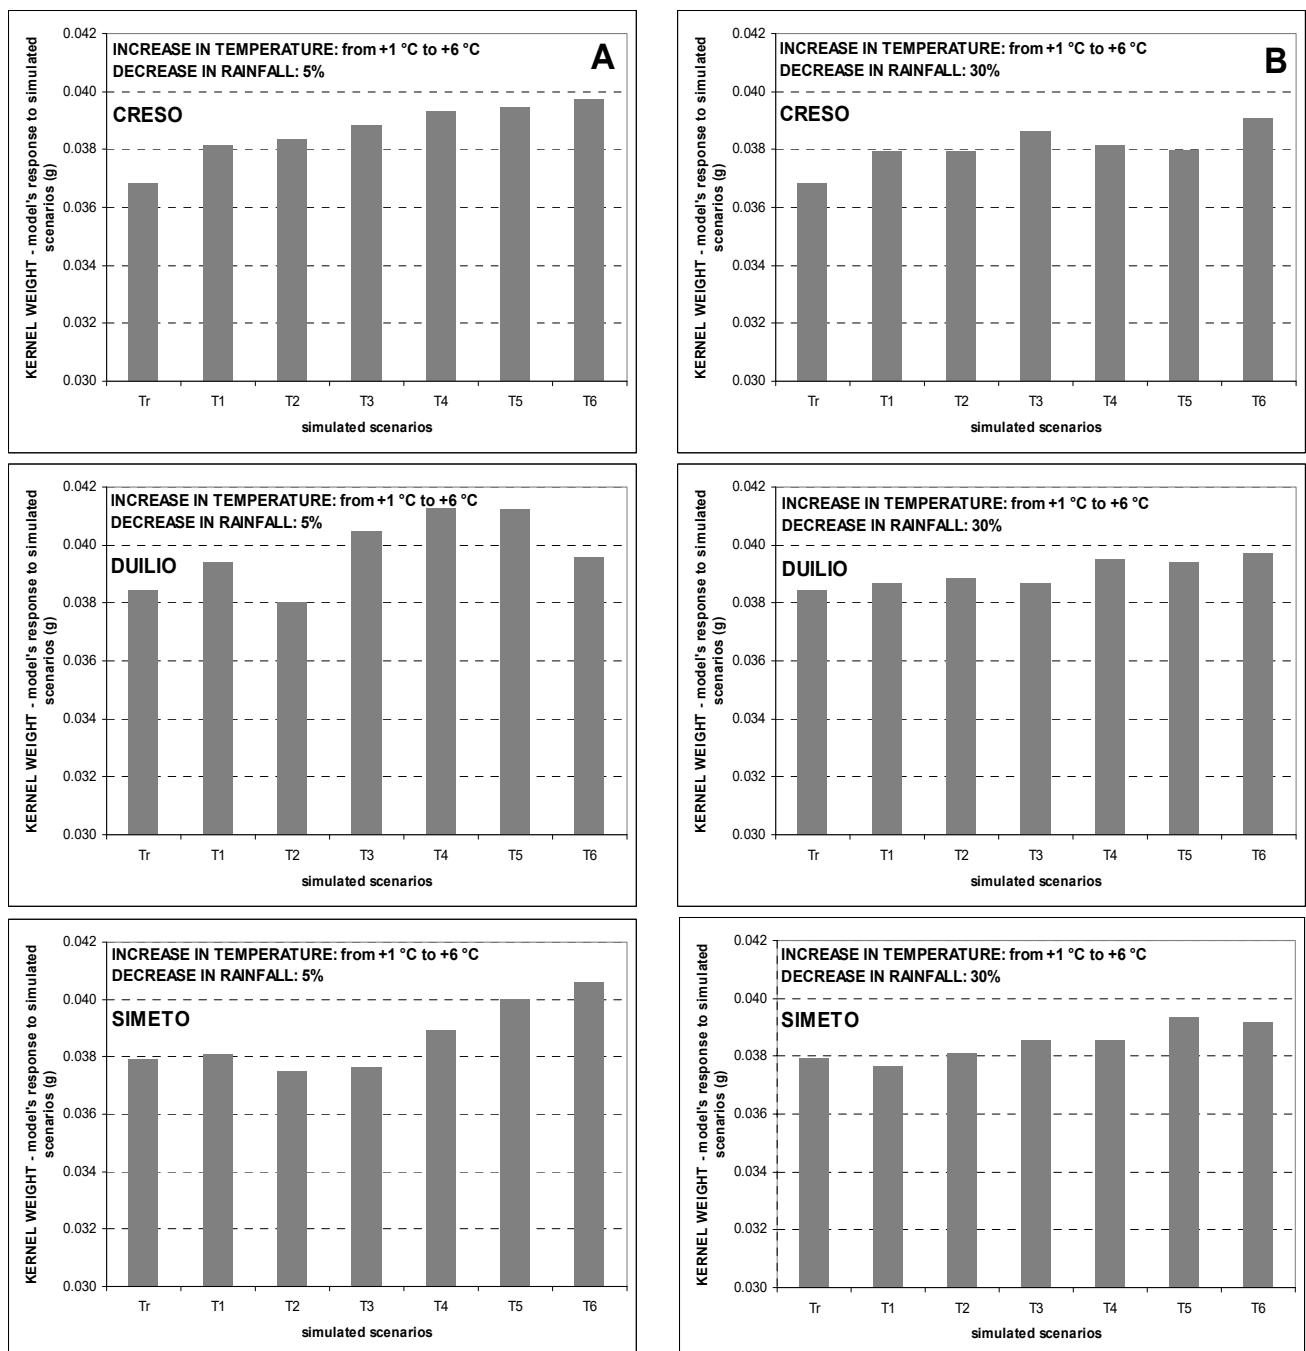 INCREASE IN TEMPERATURE: from +1 °C to +6 °C
DECREASE IN RAINFALL: 5%
A
CRESO
KERNEL WEIGHT - model's response to simulated
scenarios (g)
0.042
0.040
0.038
0.036
0.034
0.032
0.030
Tr T1 T2 T3 T4 T5 T6
simulated scenarios
INCREASE IN TEMPERATURE: from +1 °C to +6 °C
DECREASE IN RAINFALL: 30%
B
CRESO
KERNEL WEIGHT - model's response to simulated
scenarios (g)
0.042
0.040
0.038
0.036
0.034
0.032
0.030
Tr T1 T2 T3 T4 T5 T6
simulated scenarios
INCREASE IN TEMPERATURE: from +1 °C to +6 °C
DECREASE IN RAINFALL: 5%
DUILIO
KERNEL WEIGHT - model's response to simulated
scenarios (g)
0.042
0.040
0.038
0.036
0.034
0.032
0.030
Tr T1 T2 T3 T4 T5 T6
simulated scenarios
INCREASE IN TEMPERATURE: from +1 °C to +6 °C
DECREASE IN RAINFALL: 30%
DUILIO
KERNEL WEIGHT - model's response to simulated
scenarios (g)
0.042
0.040
0.038
0.036
0.034
0.032
0.030
Tr T1 T2 T3 T4 T5 T6
simulated scenarios
INCREASE IN TEMPERATURE: from +1 °C to +6 °C
DECREASE IN RAINFALL: 5%
SIMETO
KERNEL WEIGHT - model's response to simulated
scenarios (g)
0.042
0.040
0.038
0.036
0.034
0.032
0.030
Tr T1 T2 T3 T4 T5 T6
simulated scenarios
INCREASE IN TEMPERATURE: from +1 °C to +6 °C
DECREASE IN RAINFALL: 30%
SIMETO
KERNEL WEIGHT - model's response to simulated
scenarios (g)
0.042
0.040
0.038
0.036
0.034
0.032
0.030
Tr T1 T2 T3 T4 T5 T6
simulated scenarios